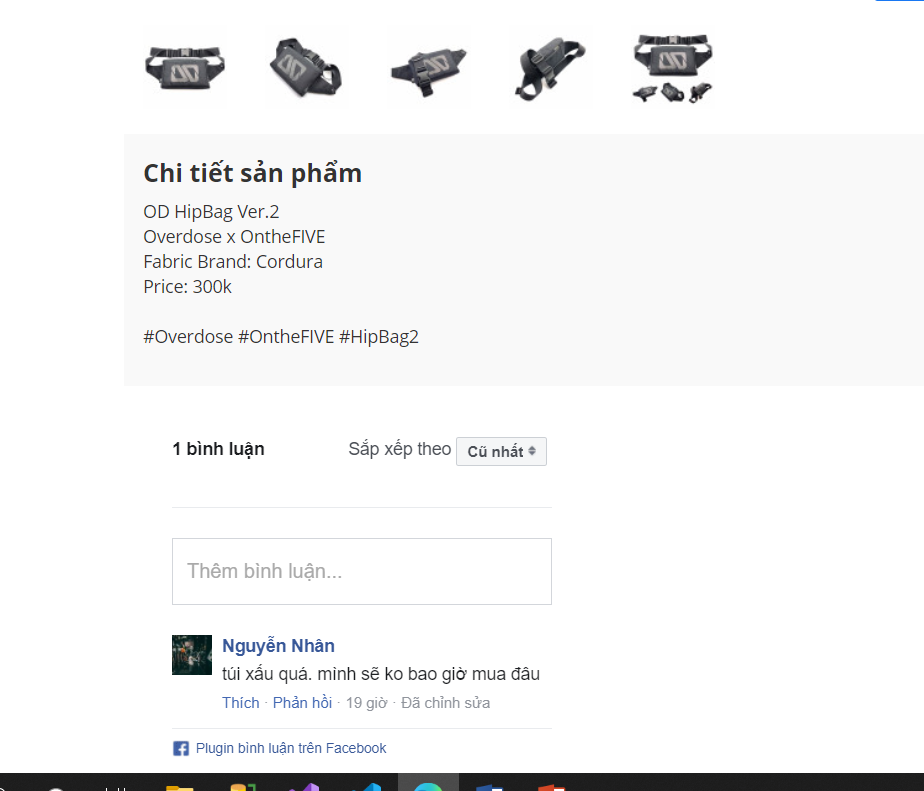 Chi tiết sản phẩm
OD HipBag Ver.2
Overdose x OntheFIVE
Fabric Brand: Cordura
Price: 300k
#Overdose #OntheFIVE #HipBag2
1 bình luận Sắp xếp theo Cũ nhất
Thêm bình luận...
Nguyễn Nhân
túi xấu quá. mình sẽ ko bao giờ mua đâu
Thích · Phản hồi · 19 giờ · Đã chỉnh sửa
Plugin bình luận trên Facebook